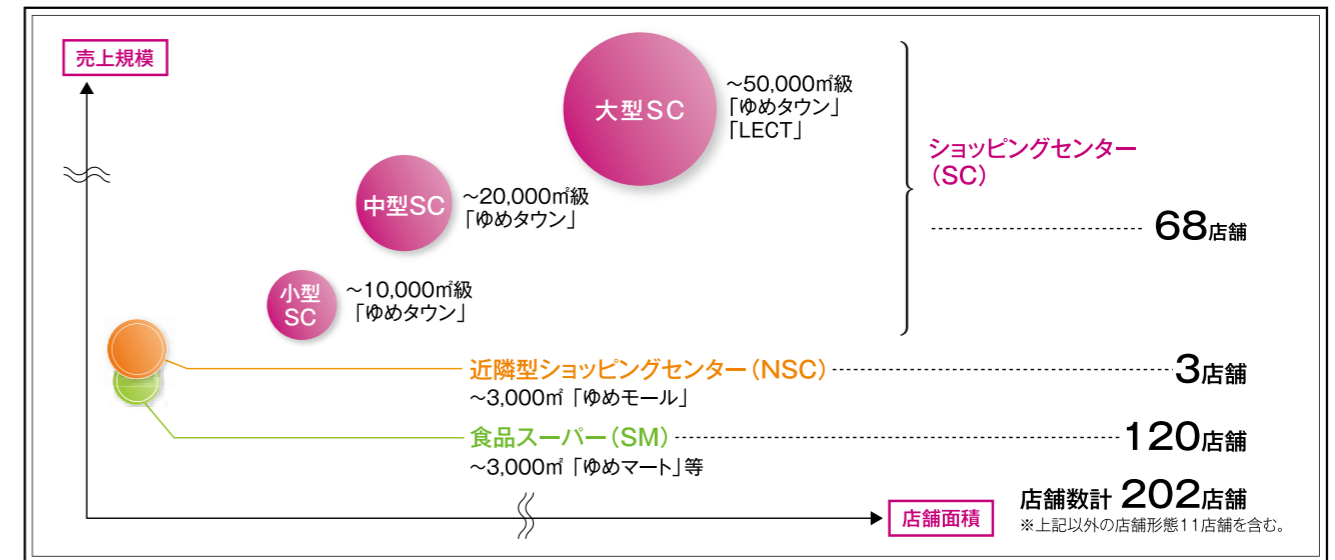 売上規模
大型SC
～50,000㎡級
「ゆめタウン」
「LECT」
ショッピングセンター
（SC）
68店舗
中型SC
～20,000㎡級
「ゆめタウン」
小型
SC
～10,000㎡級
「ゆめタウン」
近隣型ショッピングセンター（NSC）
3店舗
～3,000㎡「ゆめモール」
食品スーパー（SM）
120店舗
～3,000㎡「ゆめマート」等
店舗数計 202店舗
※上記以外の店舗形態11店舗を含む。
店舗面積